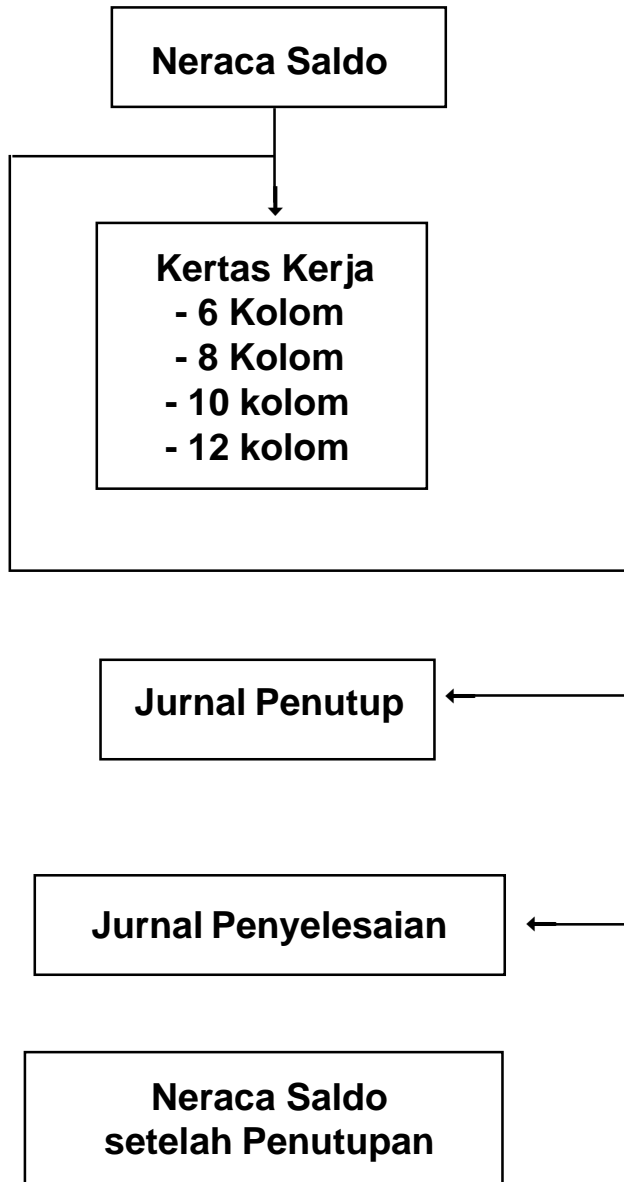 Neraca Saldo
Kertas Kerja
- 6 Kolom
- 8 Kolom
- 10 kolom
- 12 kolom
Jurnal Penutup
Jurnal Penyelesaian
Neraca Saldo
setelah Penutupan